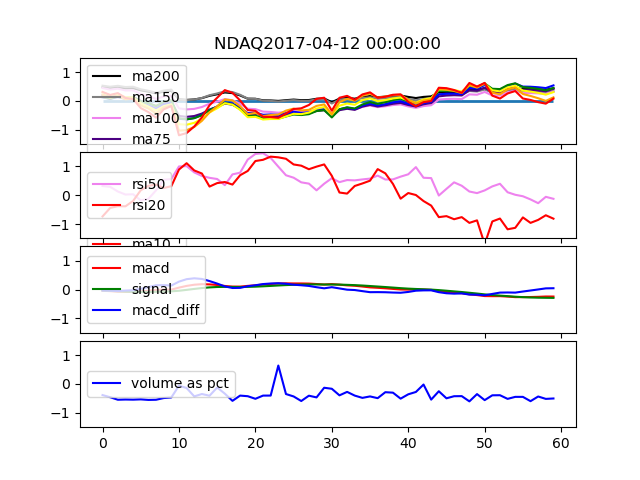 NDAQ2017-04-12 00:00:00
1
0
−1
ma200
ma150
ma100
ma75
1
0
−1
rsi50
rsi20
ma10
1
0
−1
macd
signal
macd_diff
1
0
−1
volume as pct
0 10 20 30 40 50 60